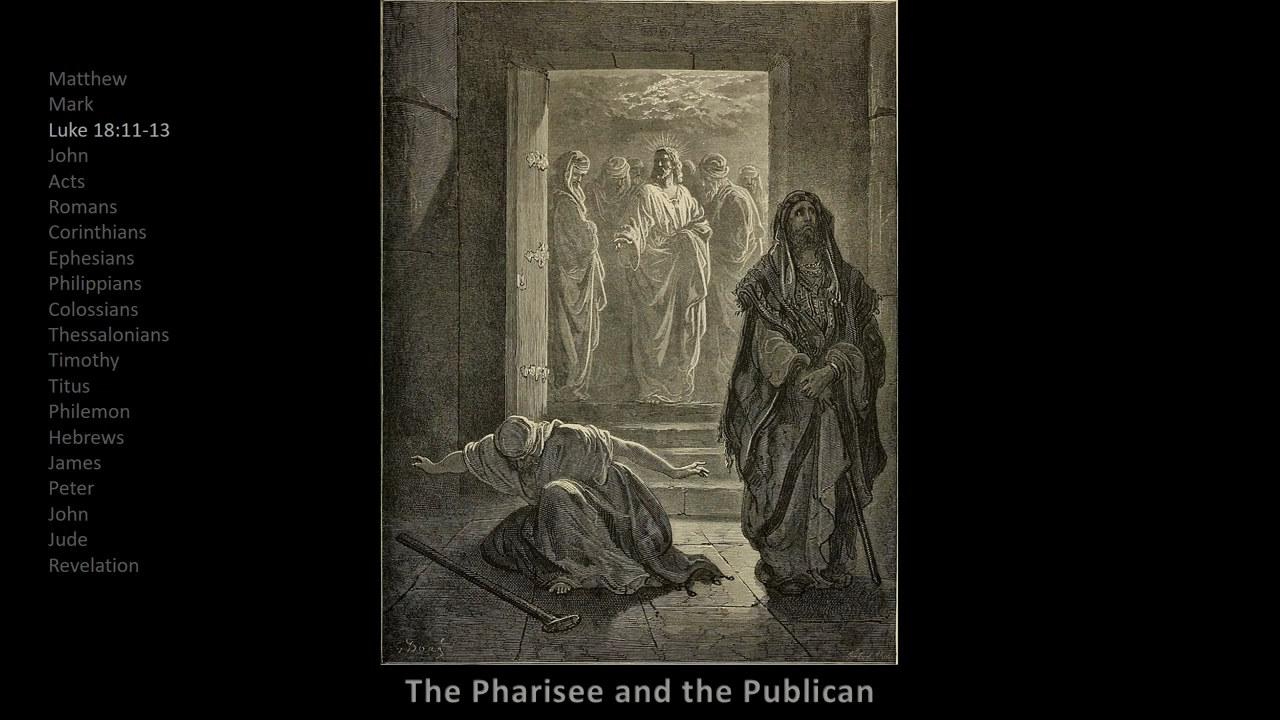 Matthew
Mark
Luke 18:11-13
John
Acts
Romans
Corinthians
Ephesians
Philippians
Colossians
Thessalonians
Timothy
Titus
Philemon
Hebrews
James
Peter
John
Jude
Revelation
G. Doré
The Pharisee and the Publican